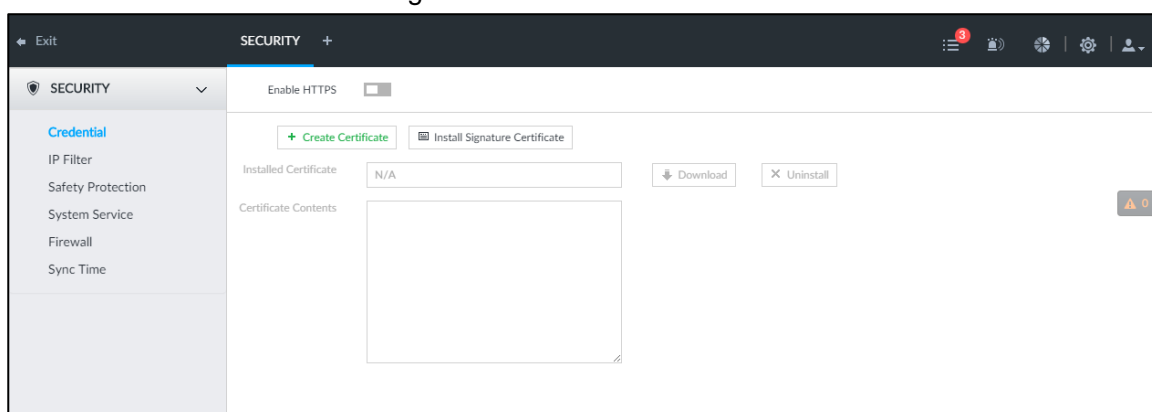 Exit
SECURITY +
3
SECURITY
Enable HTTPS
Credential
+ Create Certificate
Install Signature Certificate
IP Filter
Installed Certificate
N/A
Download
Uninstall
Safety Protection
Certificate Contents
0
System Service
Firewall
Sync Time